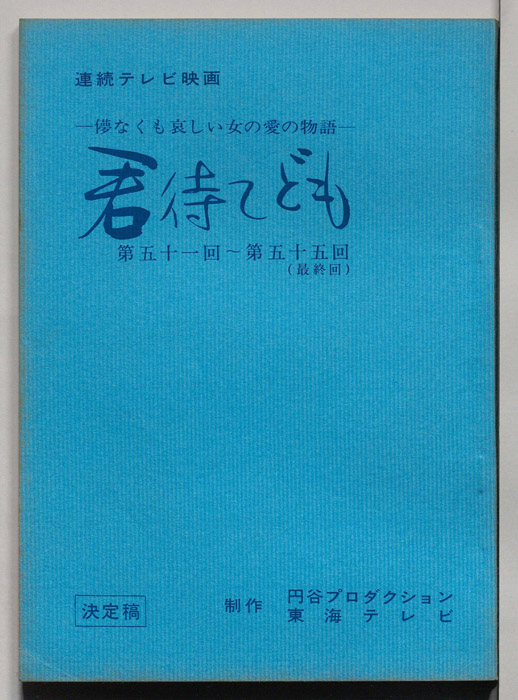 連続テレビ映画
―儚なくも哀しい女の愛の物語―
君待てども
第五十一回～第五十五回
(最終回)
決定稿
制作 円谷プロダクション
東海テレビ